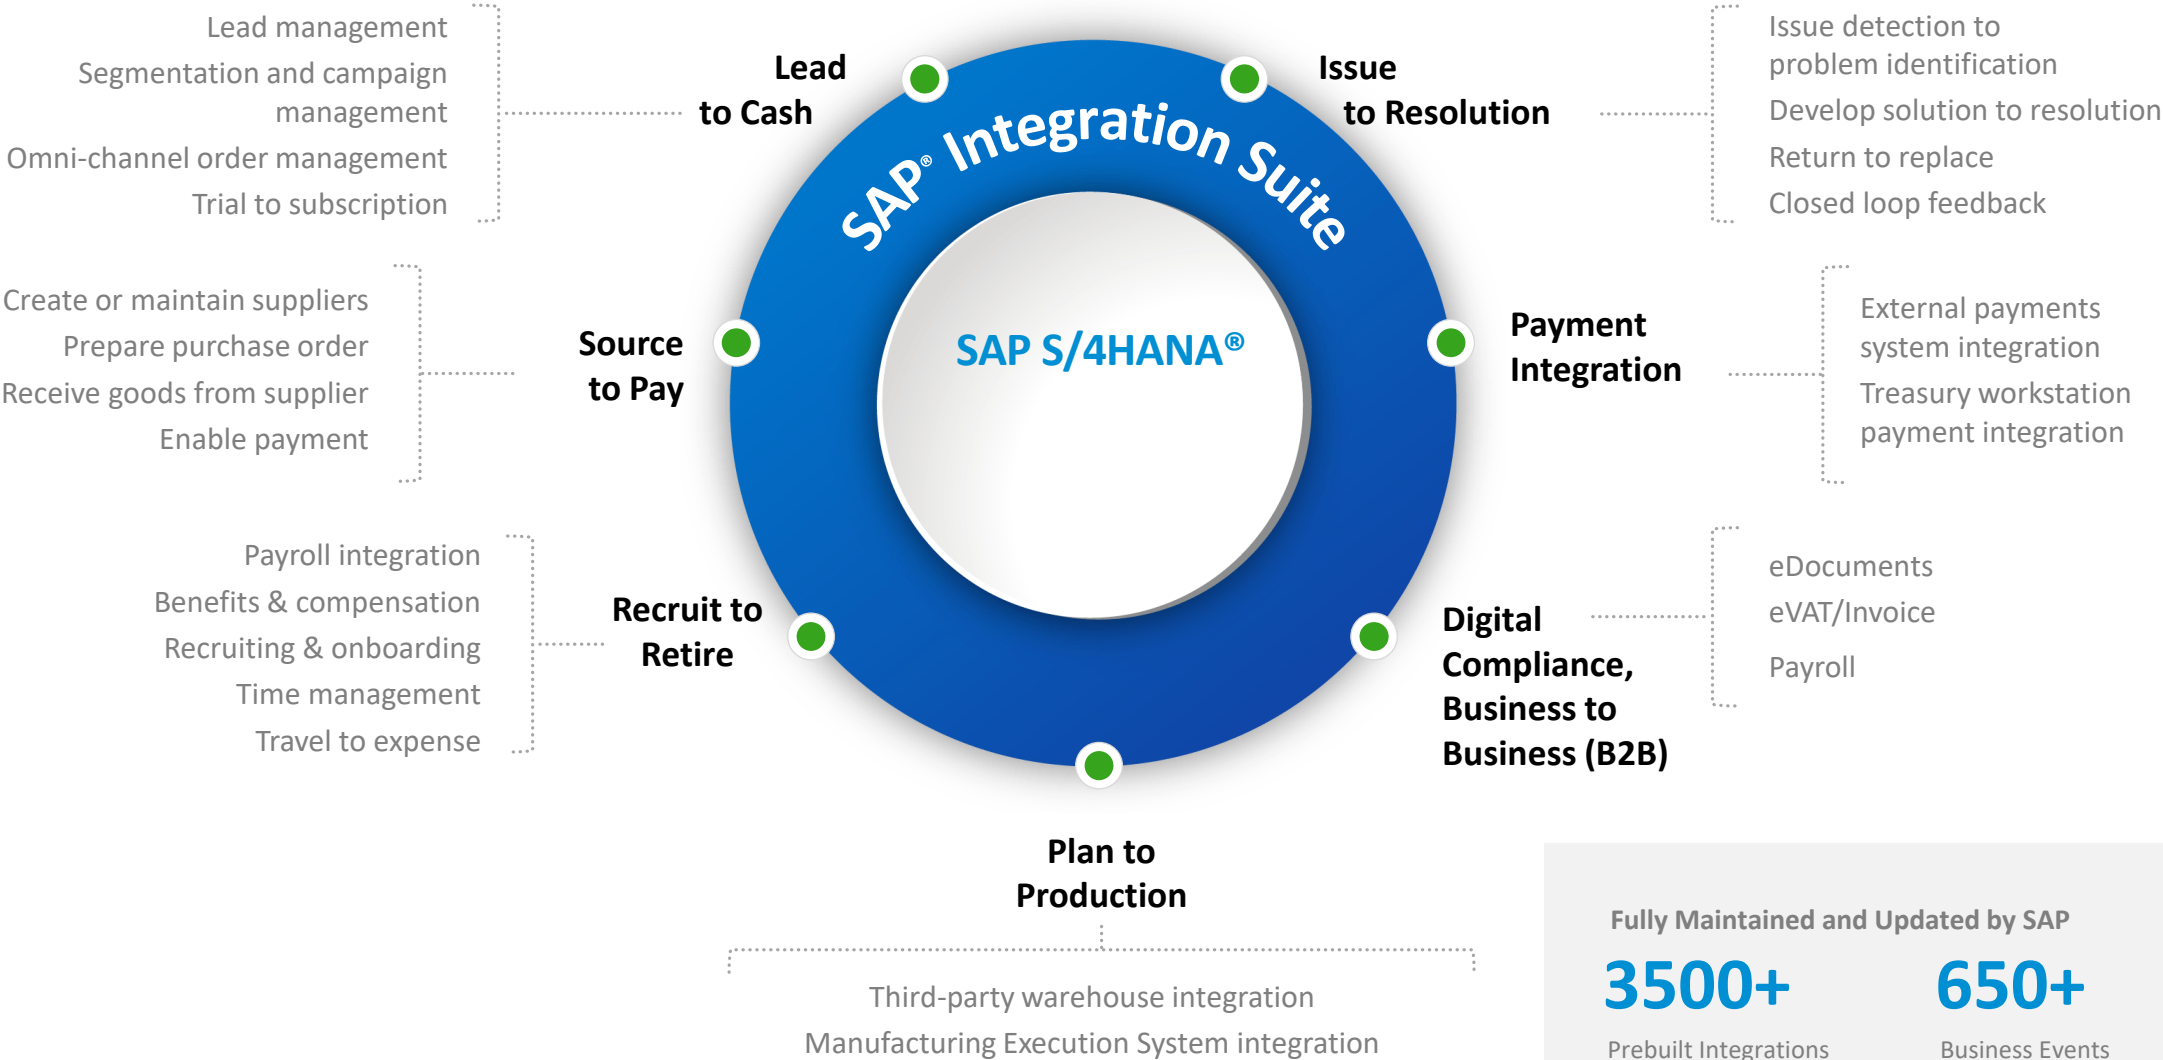 Lead management
Segmentation and campaign
management
Omni-channel order management
Trial to subscription
Lead
to Cash
Issue
to Resolution
Issue detection to
problem identification
Develop solution to resolution
Return to replace
Closed loop feedback
SAP® Integration Suite
SAP S/4HANA®
Create or maintain suppliers
Prepare purchase order
Receive goods from supplier
Enable payment
Source
to Pay
Payment
Integration
External payments
system integration
Treasury workstation
payment integration
Payroll integration
Benefits & compensation
Recruiting & onboarding
Time management
Travel to expense
Recruit to
Retire
Digital
Compliance,
Business to
Business (B2B)
eDocuments
eVAT/Invoice
Payroll
Plan to
Production
Third-party warehouse integration
Manufacturing Execution System integration
Fully Maintained and Updated by SAP
3500+ 650+
Prebuilt Integrations Business Events